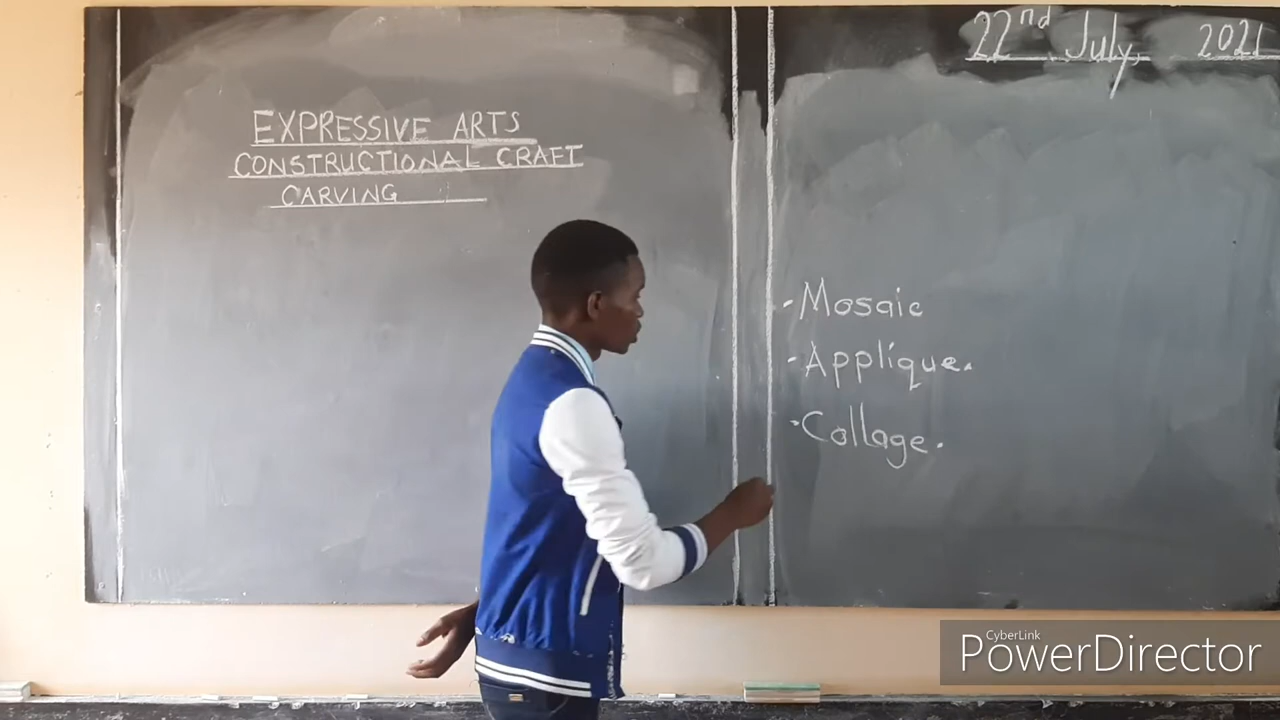 EXPRESSIVE ARTS
CONSTRUCTIONAL CRAFT
CARVING
22nd July, 2021
• Mosaic
• Applique.
• Collage.
CyberLink
PowerDirector